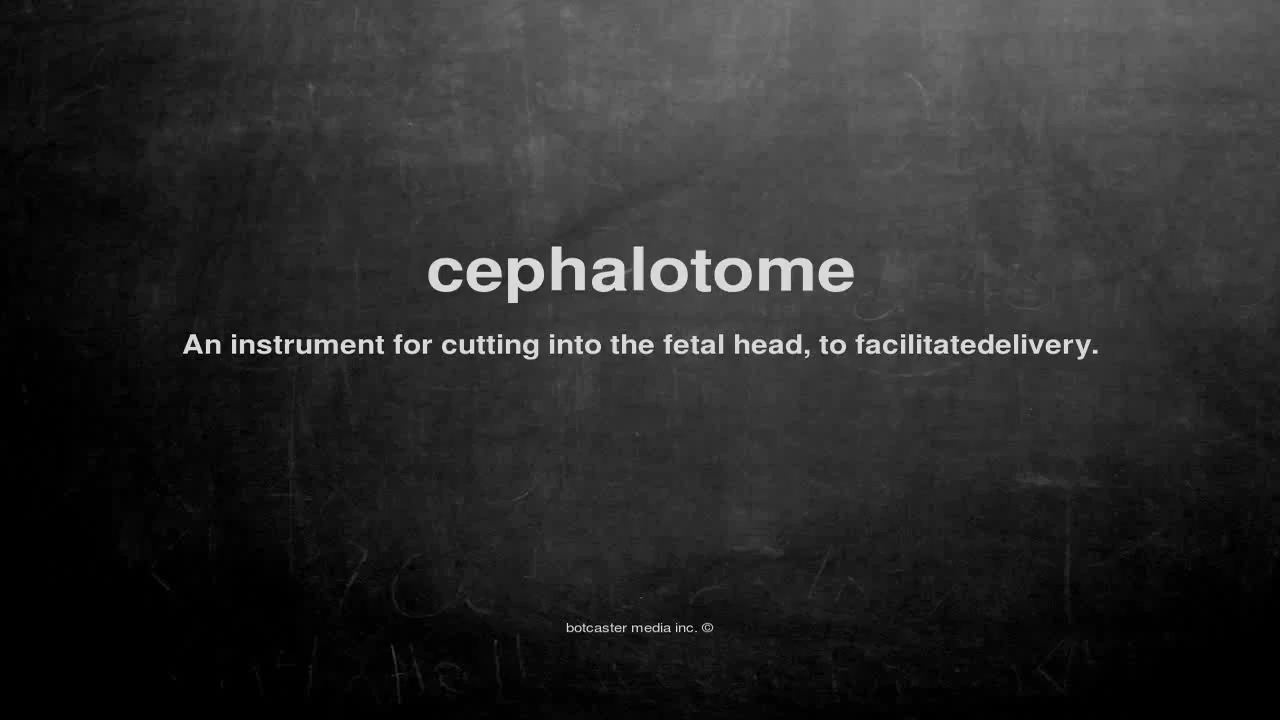 cephalotome
An instrument for cutting into the fetal head, to facilitatedelivery.
botcaster media inc. ©